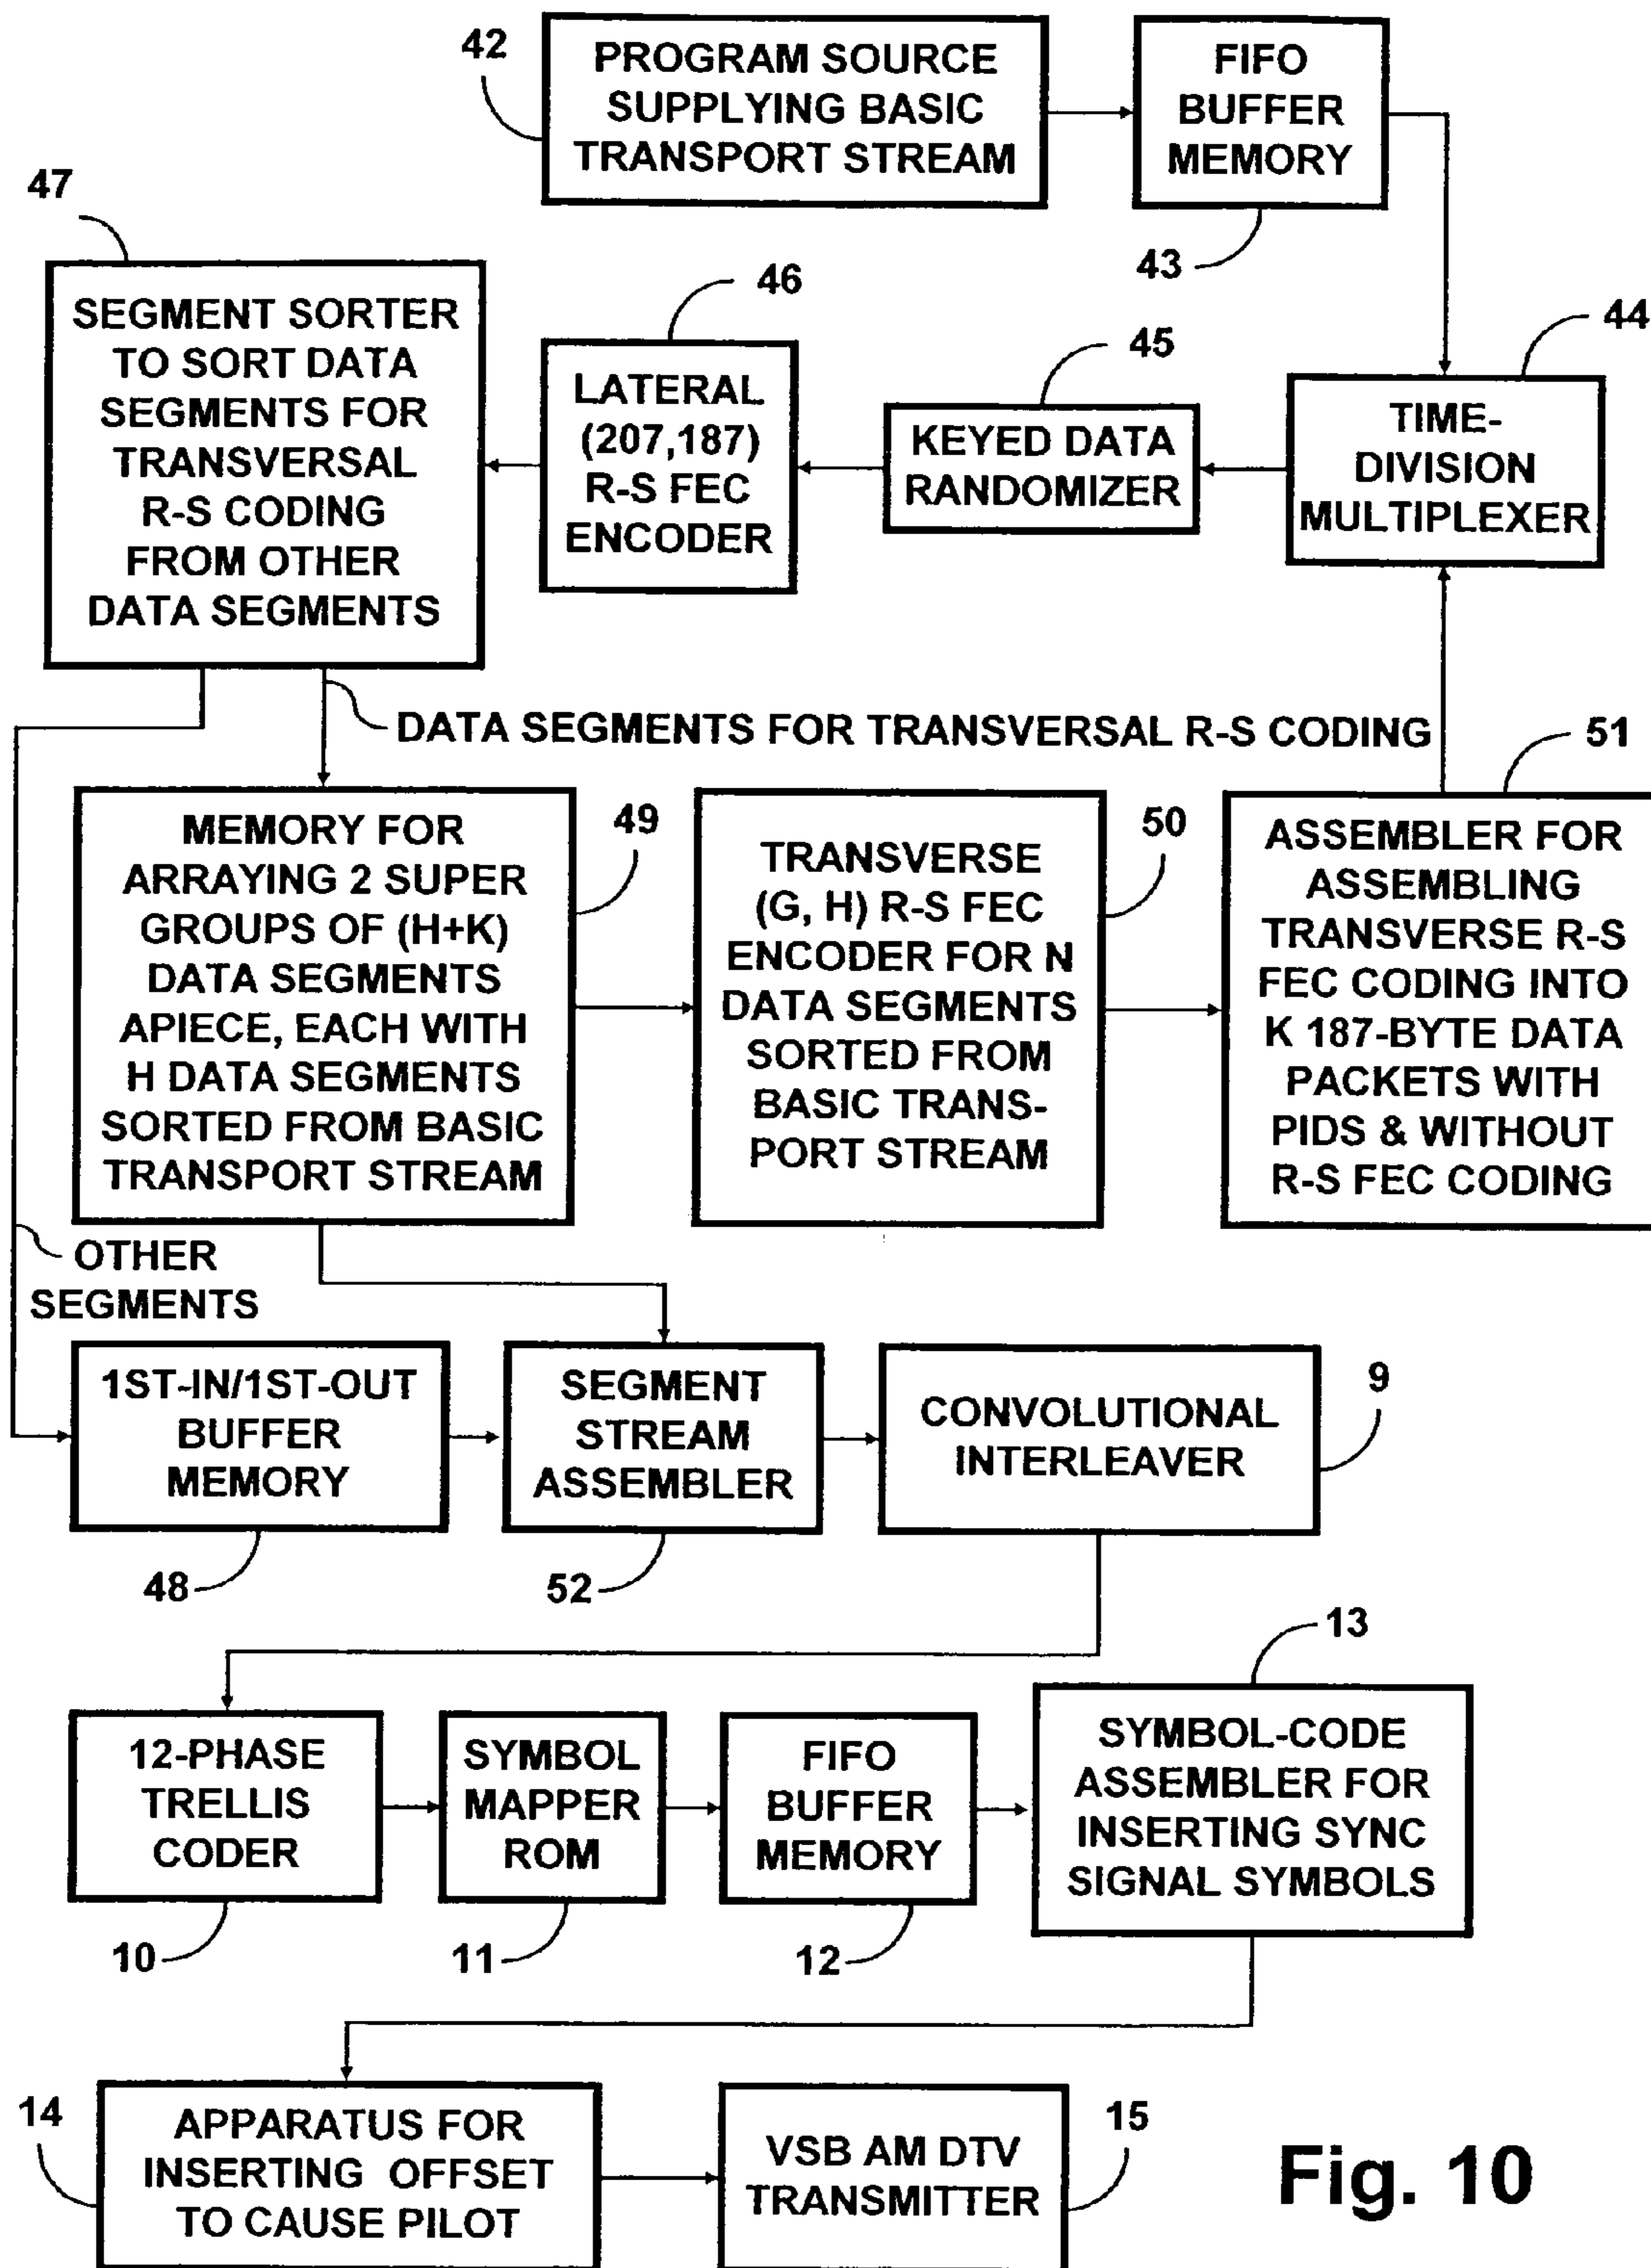 42
PROGRAM SOURCE
SUPPLYING BASIC
TRANSPORT STREAM
FIFO
BUFFER
MEMORY
43
47
SEGMENT SORTER
TO SORT DATA
SEGMENTS FOR
TRANSVERSAL
R-S CODING
FROM OTHER
DATA SEGMENTS
46
LATERAL
(207,187)
R-S FEC
ENCODER
45
KEYED DATA
RANDOMIZER
44
TIME-
DIVISION
MULTIPLEXER
DATA SEGMENTS FOR TRANSVERSAL R-S CODING
MEMORY FOR
ARRAYING 2 SUPER
GROUPS OF (H+K)
DATA SEGMENTS
APIECE, EACH WITH
H DATA SEGMENTS
SORTED FROM BASIC
TRANSPORT STREAM
49
TRANSVERSE
(G, H) R-S FEC
ENCODER FOR N
DATA SEGMENTS
SORTED FROM
BASIC TRANS-
PORT STREAM
50
51
ASSEMBLER FOR
ASSEMBLING
TRANSVERSE R-S
FEC CODING INTO
K 187-BYTE DATA
PACKETS WITH
PIDS & WITHOUT
R-S FEC CODING
OTHER
SEGMENTS
1ST-IN/1ST-OUT
BUFFER
MEMORY
48
SEGMENT
STREAM
ASSEMBLER
52
CONVOLUTIONAL
INTERLEAVER
9
12-PHASE
TRELLIS
CODER
10
SYMBOL
MAPPER
ROM
11
FIFO
BUFFER
MEMORY
12
13
SYMBOL-CODE
ASSEMBLER FOR
INSERTING SYNC
SIGNAL SYMBOLS
14
APPARATUS FOR
INSERTING OFFSET
TO CAUSE PILOT
VSB AM DTV
TRANSMITTER
15
Fig. 10